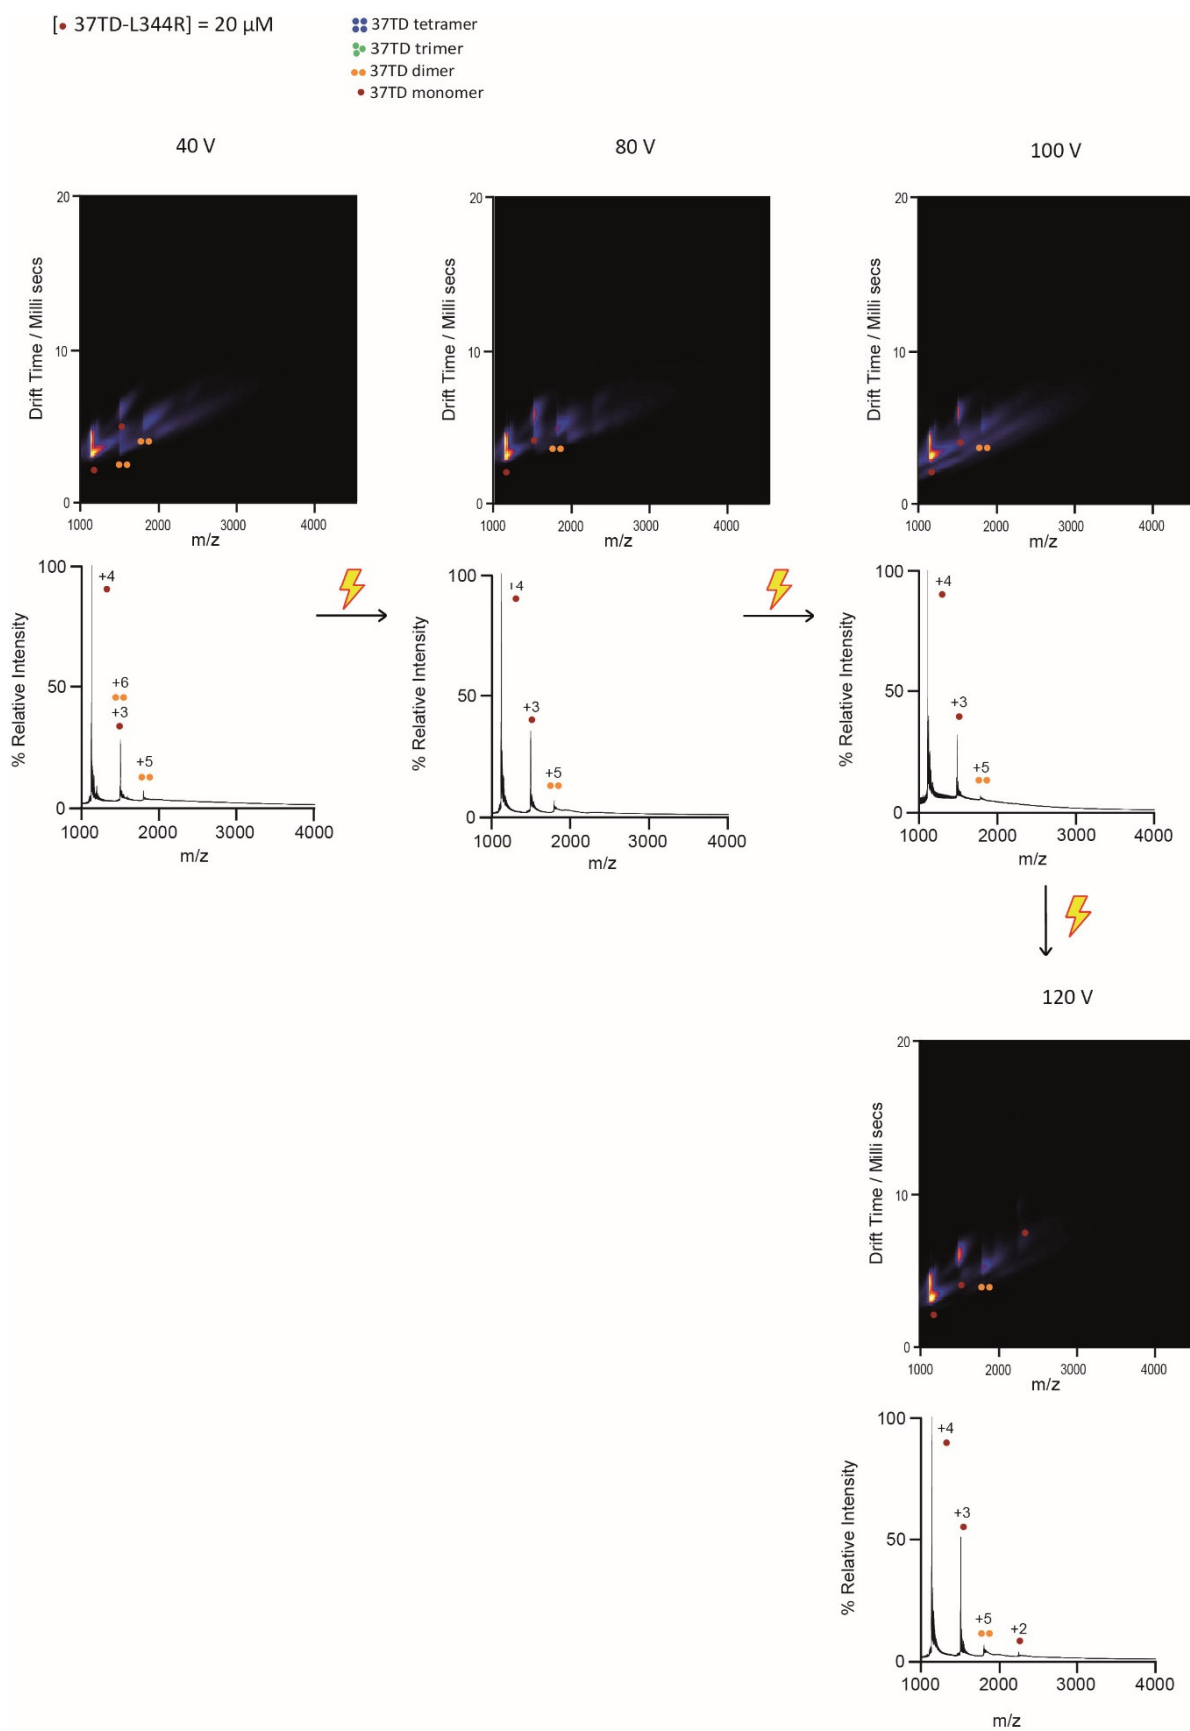 [• 37TD-L344R] = 20 µM
37TD tetramer
37TD trimer
37TD dimer
37TD monomer
40 V
80 V
100 V
20
10
0
Drift Time / Milli secs
1000 2000 3000 4000
m/z
20
10
0
Drift Time / Milli secs
1000 2000 3000 4000
m/z
20
10
0
Drift Time / Milli secs
1000 2000 3000 4000
m/z
100
50
0
% Relative Intensity
+4
+6
+3
+5
1000 2000 3000 4000
m/z
100
50
0
% Relative Intensity
+4
+3
+5
1000 2000 3000 4000
m/z
100
50
0
% Relative Intensity
+4
+3
+5
1000 2000 3000 4000
m/z
120 V
20
10
0
Drift Time / Milli secs
1000 2000 3000 4000
m/z
100
50
0
% Relative Intensity
+4
+3
+5
+2
1000 2000 3000 4000
m/z